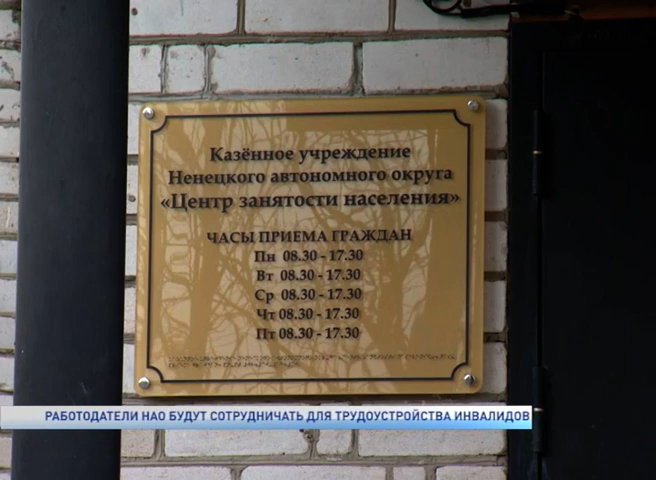 Казённое учреждение
Ненецкого автономного округа
«Центр занятости населения»
ЧАСЫ ПРИЕМА ГРАЖДАН
Пн 08.30 - 17.30
Вт 08.30 - 17.30
Ср 08.30 - 17.30
Чт 08.30 - 17.30
Пт 08.30 - 17.30
РАБОТОДАТЕЛИ НАО БУДУТ СОТРУДНИЧАТЬ ДЛЯ ТРУДОУСТРОЙСТВА ИНВАЛИДОВ